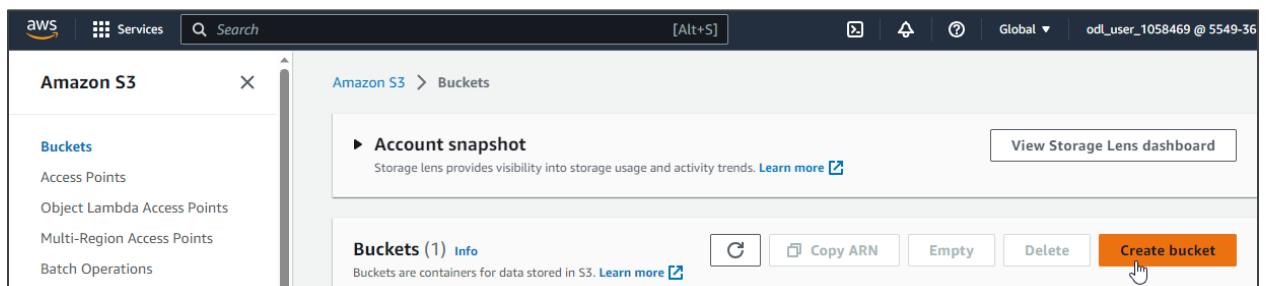 aws Services Search [Alt+S] Global ▼ odl_user_1058469 @ 5549-36
Amazon S3
Buckets
Access Points
Object Lambda Access Points
Multi-Region Access Points
Batch Operations
Amazon S3 > Buckets
Account snapshot
Storage lens provides visibility into storage usage and activity trends. Learn more
View Storage Lens dashboard
Buckets (1) Info
Buckets are containers for data stored in S3. Learn more
Copy ARN Empty Delete Create bucket